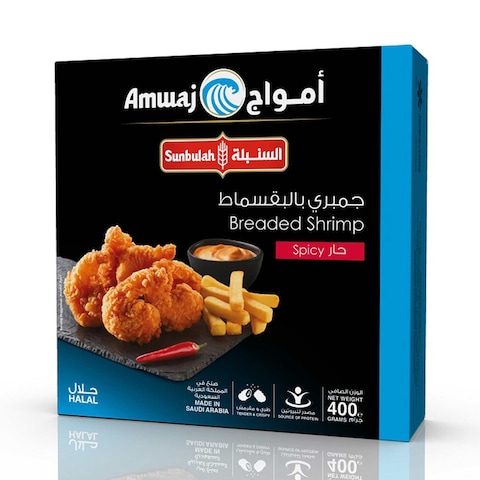 Amwaj أمواج
Sunbulah السنبلة
جمبري بالبقسماط
Breaded Shrimp
Spicy حار
حلال
HALAL
صنع في
المملكة العربية
السعودية
MADE IN
SAUDI ARABIA
طري و مقرمش
TENDER & CRISPY
مصدر للبروتين
SOURCE OF PROTEIN
الوزن الصافي
NET WEIGHT
400
GRAMS جرام